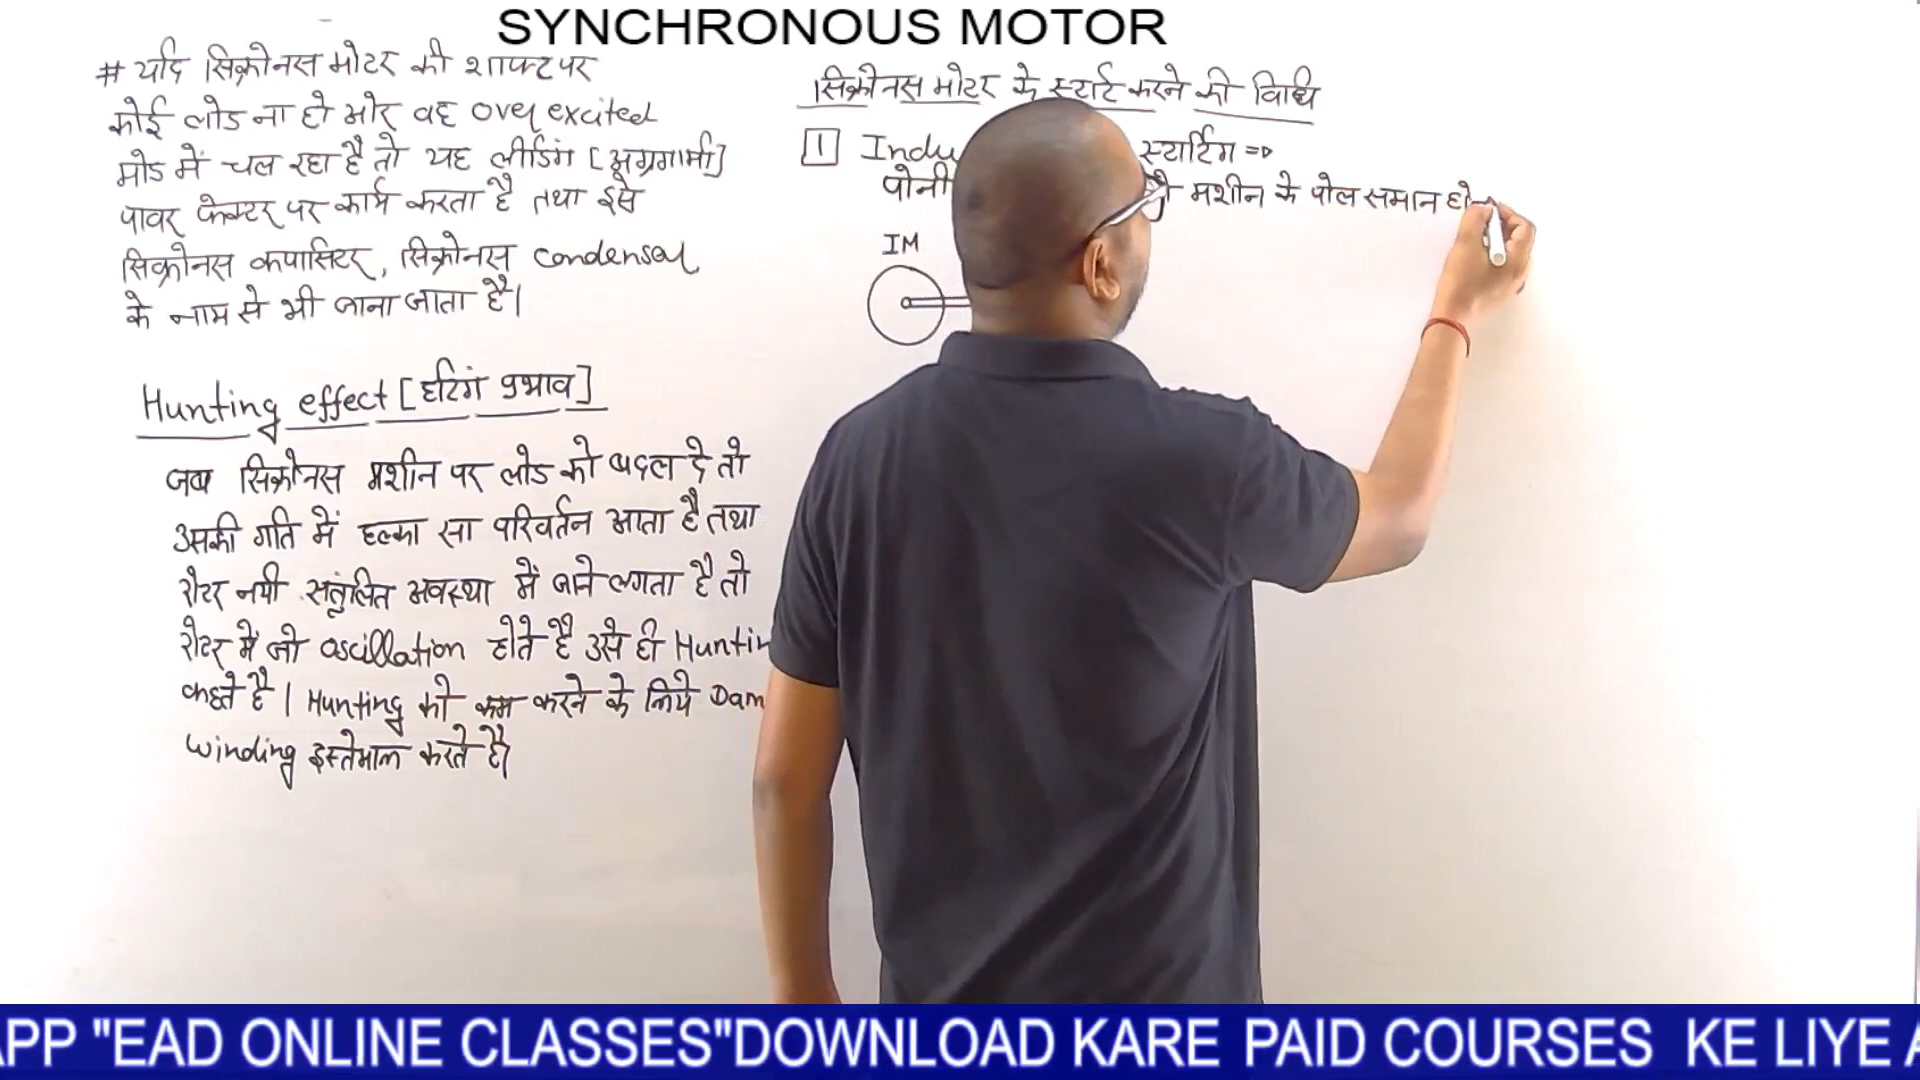 SYNCHRONOUS MOTOR
# यदि सिंक्रोनस मोटर की शाफ्ट पर
कोई लोड ना हो ओर वह over excited
मोड में चल रहा है तो यह लीडिंग [अग्रगामी]
पावर फेक्टर पर कार्य करता है तथा इसे
सिक्रोनस कपासिटर, सिक्रोनस condenser
के नाम से भी जाना जाता है।
Hunting effect [हटिंग प्रभाव]
जब सिक्रोनस मशीन पर लोड को बदल दे तो
उसकी गति में हल्का सा परिवर्तन आता है तथा
रोटर नयी संतुलित अवस्था में जाने लगता है तो
रोटर में जो oscillation होते है उसे ही Huntin
कहते है। Hunting को कम करने के लिये Dam
winding इस्तेमाल करते है।
सिक्रोनस मोटर के स्टार्ट करने की विधि
1 Indu स्टार्टिग ⇒
पोनी मशीन के पोल समान हो
IM
APP "EAD ONLINE CLASSES"DOWNLOAD KARE PAID COURSES KE LIYE A